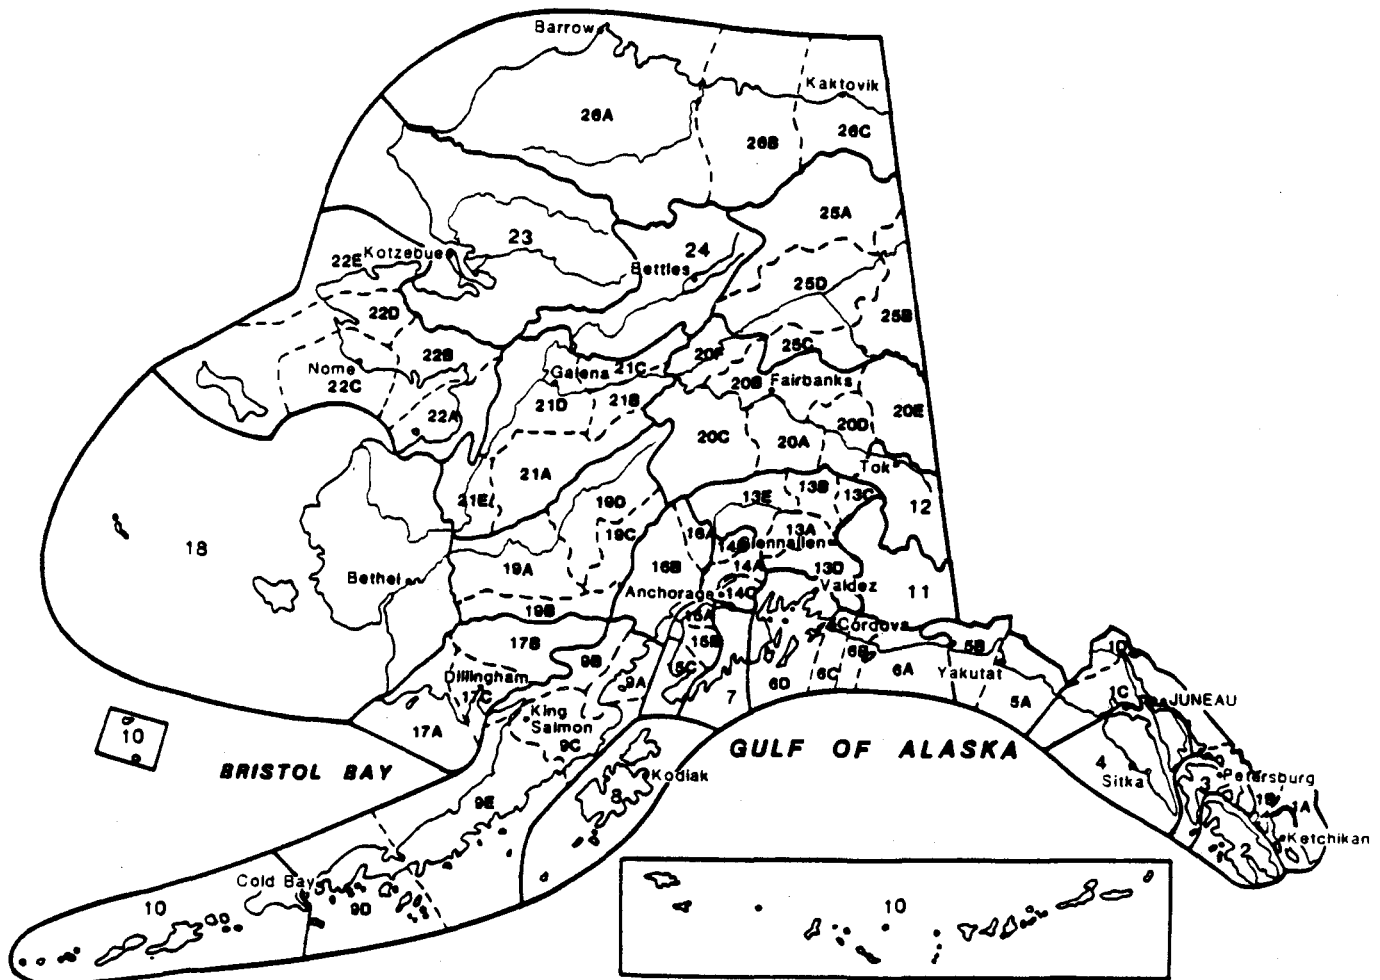 Barrow
Kaktovik
26A
26B
26C
25A
23
24
Kotzebue
22E
Bettles
25D
22D
25B
22B
25C
20F
Nome
22C
Galena
21C
20B
Fairbanks
21D
21B
22A
20E
20D
20C
20A
Tok
21A
21E
19D
13E
13B
13C
12
19C
16A
13A
14B
Glennallen
18
16B
14A
13D
19A
Bethel
Anchorage
14C
Valdez
11
19B
15A
Cordova
17B
15B
6B
5B
1D
9B
15C
6A
Yakutat
Dillingham
17C
9A
7
6D
6C
5A
1C
JUNEAU
King
Salmon
17A
9C
10
BRISTOL BAY
GULF OF ALASKA
4
Sitka
Kodiak
8
3
Petersburg
9E
1B
1A
Ketchikan
2
Cold Bay
10
9D
10